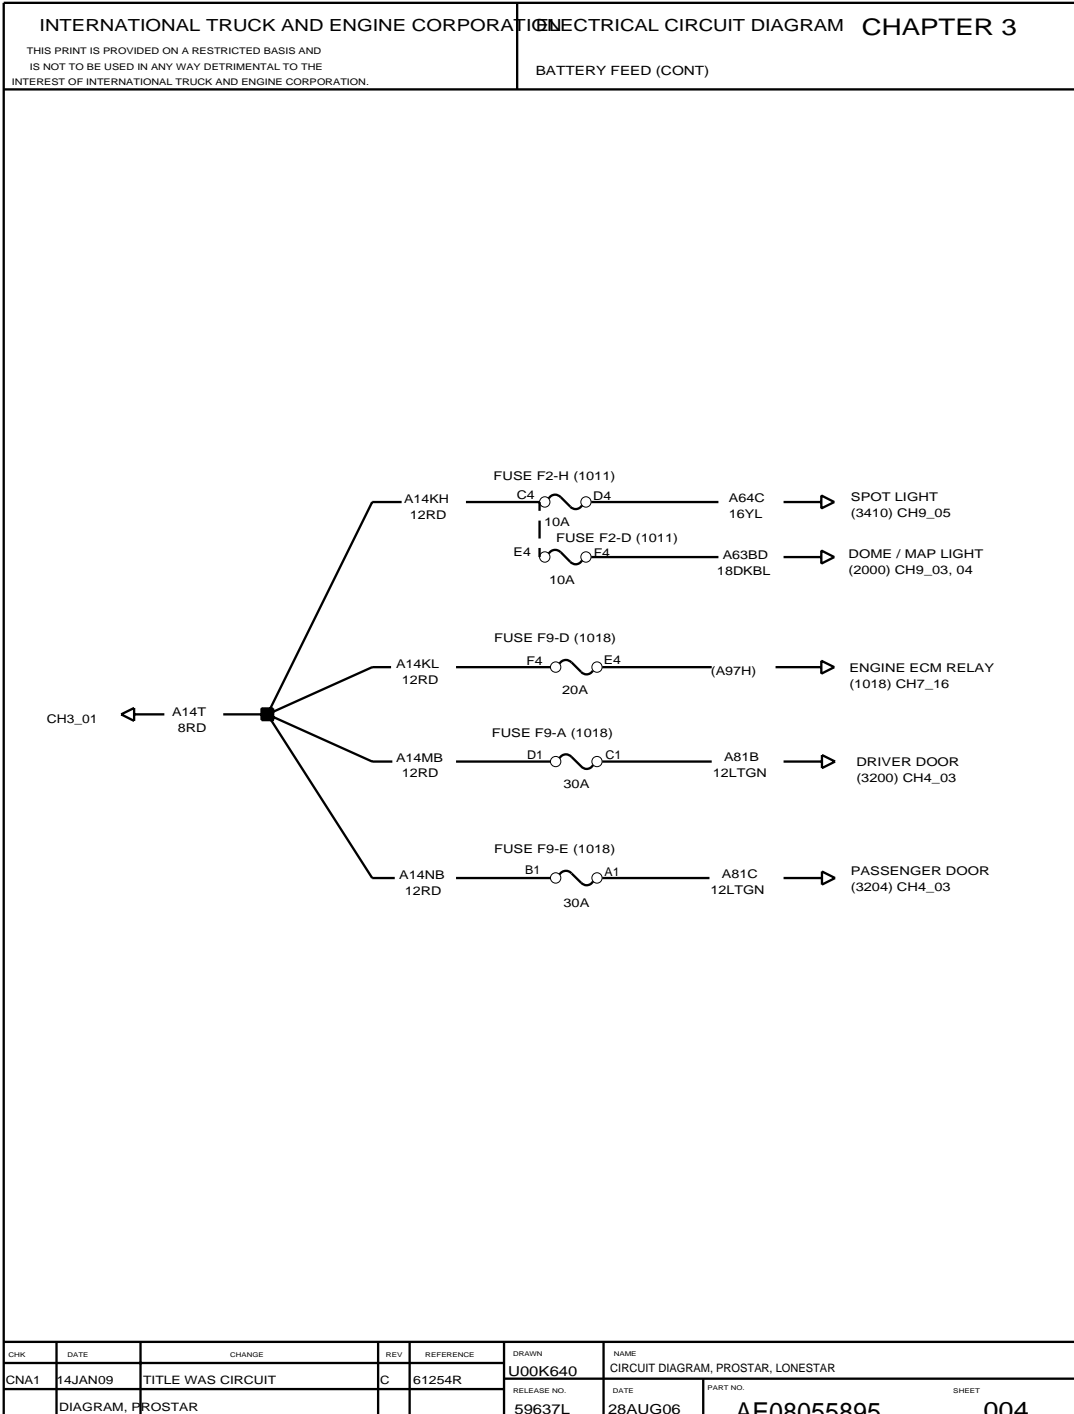 INTERNATIONAL TRUCK AND ENGINE CORPORATION
THIS PRINT IS PROVIDED ON A RESTRICTED BASIS AND
IS NOT TO BE USED IN ANY WAY DETRIMENTAL TO THE
INTEREST OF INTERNATIONAL TRUCK AND ENGINE CORPORATION.
ELECTRICAL CIRCUIT DIAGRAM
CHAPTER 3
BATTERY FEED (CONT)
FUSE F2-H (1011)
A14KH
12RD
C4
D4
10A
A64C
16YL
SPOT LIGHT
(3410) CH9_05
FUSE F2-D (1011)
E4
F4
10A
A63BD
18DKBL
DOME / MAP LIGHT
(2000) CH9_03, 04
FUSE F9-D (1018)
A14KL
12RD
F4
E4
20A
(A97H)
ENGINE ECM RELAY
(1018) CH7_16
CH3_01
A14T
8RD
FUSE F9-A (1018)
A14MB
12RD
D1
C1
30A
A81B
12LTGN
DRIVER DOOR
(3200) CH4_03
FUSE F9-E (1018)
A14NB
12RD
B1
A1
30A
A81C
12LTGN
PASSENGER DOOR
(3204) CH4_03
CHK DATE CHANGE REV REFERENCE
CNA1 14JAN09 TITLE WAS CIRCUIT C 61254R
DIAGRAM, PROSTAR
DRAWN
U00K640
NAME
CIRCUIT DIAGRAM, PROSTAR, LONESTAR
RELEASE NO.
59637L
DATE
28AUG06
PART NO.
AE08055895
SHEET
004